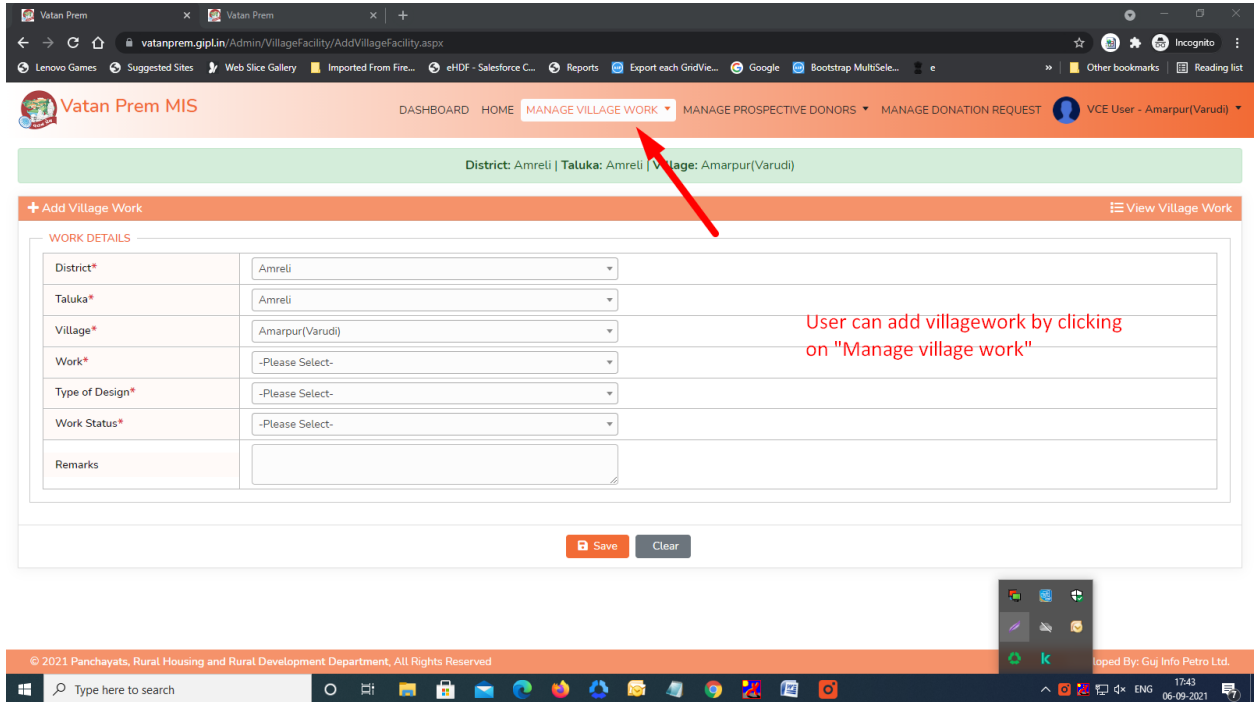 Vatan Prem
Vatan Prem
vatanprem.gipl.in/Admin/VillageFacility/AddVillageFacility.aspx
Incognito
Lenovo Games Suggested Sites Web Slice Gallery Imported From Fire... eHDF - Salesforce C... Reports Export each GridVie... Google Bootstrap MultiSele... e » Other bookmarks Reading list
Vatan Prem MIS
DASHBOARD HOME MANAGE VILLAGE WORK MANAGE PROSPECTIVE DONORS MANAGE DONATION REQUEST VCE User - Amarpur(Varudi)
District: Amreli | Taluka: Amreli | Village: Amarpur(Varudi)
Add Village Work
View Village Work
WORK DETAILS
District* Amreli
Taluka* Amreli
Village* Amarpur(Varudi)
Work* -Please Select-
Type of Design* -Please Select-
Work Status* -Please Select-
Remarks
User can add villagework by clicking
on "Manage village work"
Save Clear
© 2021 Panchayats, Rural Housing and Rural Development Department, All Rights Reserved
loped By: Guj Info Petro Ltd.
Type here to search
ENG
17:43
06-09-2021